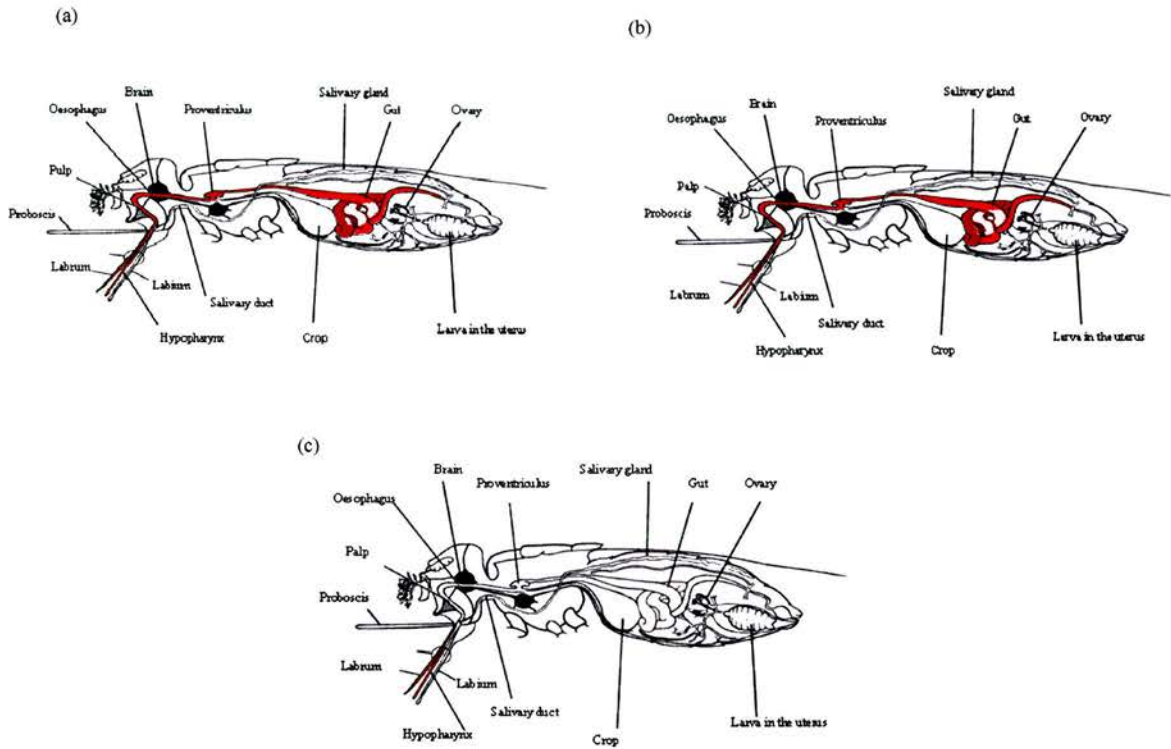 (a)
Brain
Salivary gland
Oesophagus
Proventriculus
Gut
Ovary
Pulp
Proboscis
Labrum
Labium
Salivary duct
Hypopharynx
Crop
Larva in the uterus
(b)
Salivary gland
Brain
Oesophagus
Proventriculus
Gut
Ovary
Palp
Proboscis
Labrum
Labium
Salivary duct
Hypopharynx
Crop
Larva in the uterus
(c)
Brain
Salivary gland
Proventriculus
Gut
Ovary
Oesophagus
Palp
Proboscis
Labrum
Labium
Salivary duct
Hypopharynx
Crop
Larva in the uterus